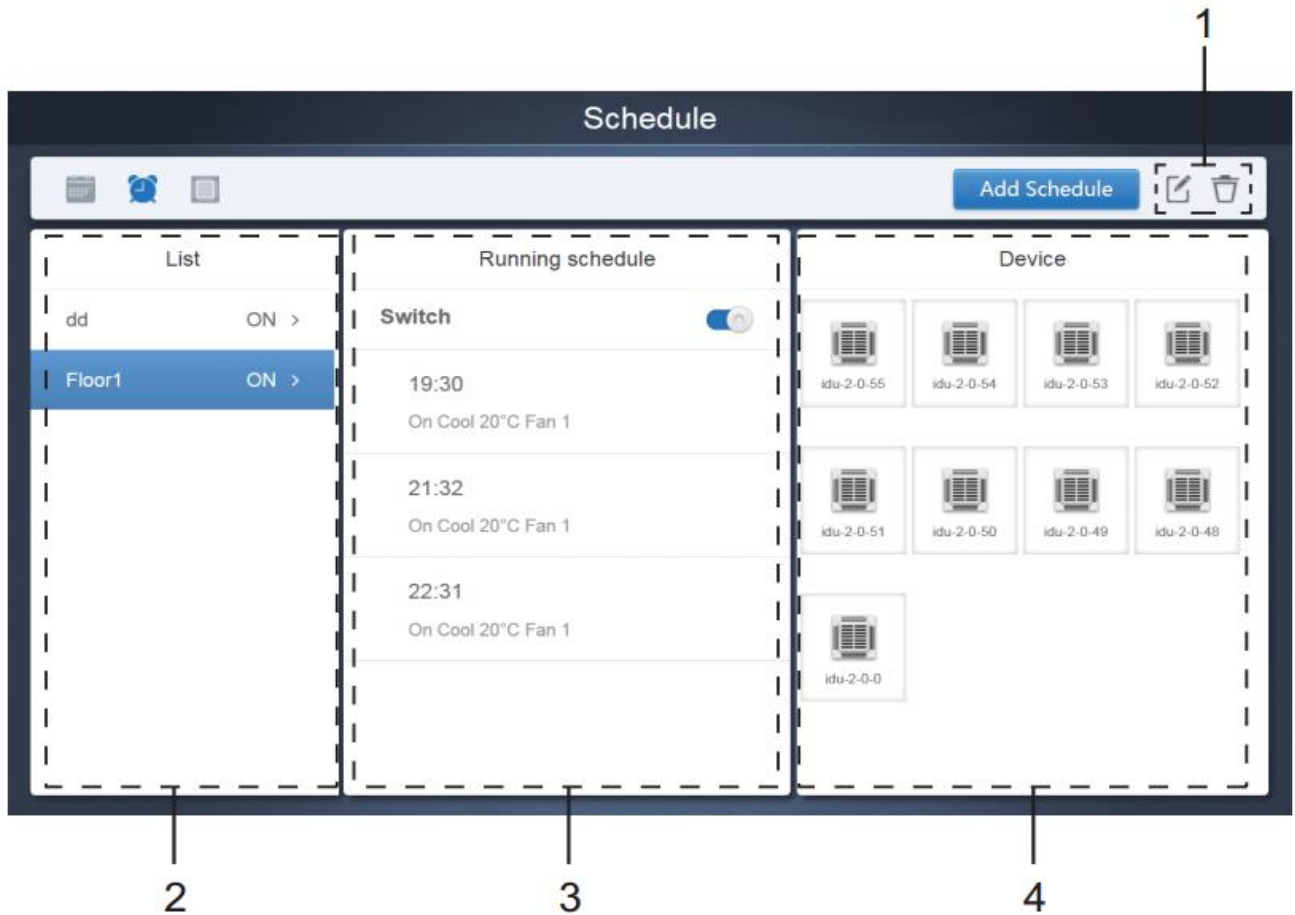 1
Schedule
Add Schedule
List
dd ON >
Floor1 ON >
Running schedule
Switch
19:30
On Cool 20°C Fan 1
21:32
On Cool 20°C Fan 1
22:31
On Cool 20°C Fan 1
Device
idu-2-0-55 idu-2-0-54 idu-2-0-53 idu-2-0-52
idu-2-0-51 idu-2-0-50 idu-2-0-49 idu-2-0-48
idu-2-0-0
2 3 4